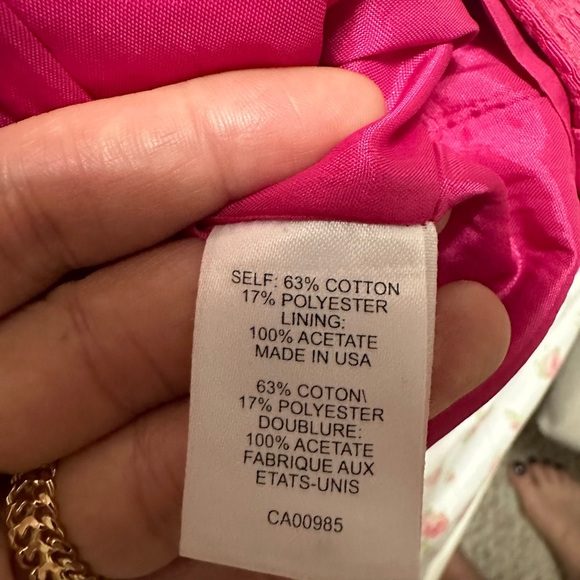 SELF: 63% COTTON
17% POLYESTER
LINING:
100% ACETATE
MADE IN USA
63% COTON\
17% POLYESTER
DOUBLURE:
100% ACETATE
FABRIQUE AUX
ETATS-UNIS
CA00985